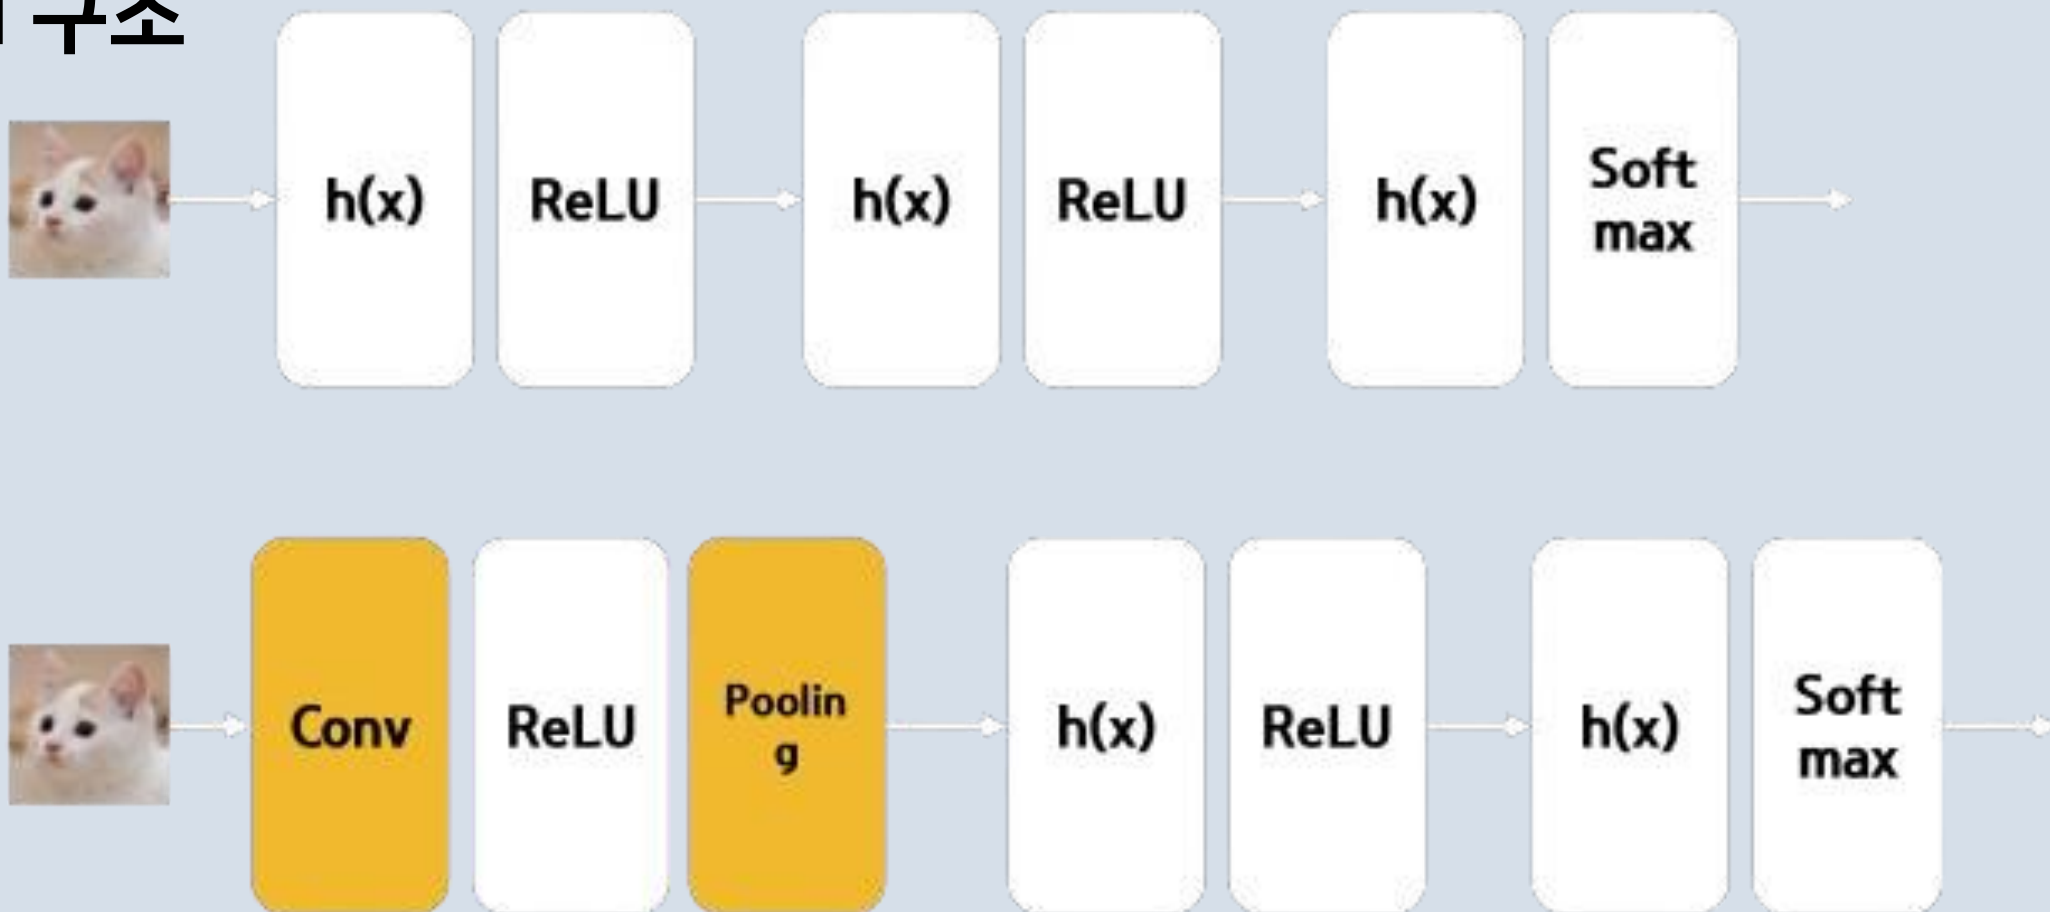 구조
h(x)
ReLU
h(x)
ReLU
h(x)
Soft
max
Conv
ReLU
Poolin
g
h(x)
ReLU
h(x)
Soft
max